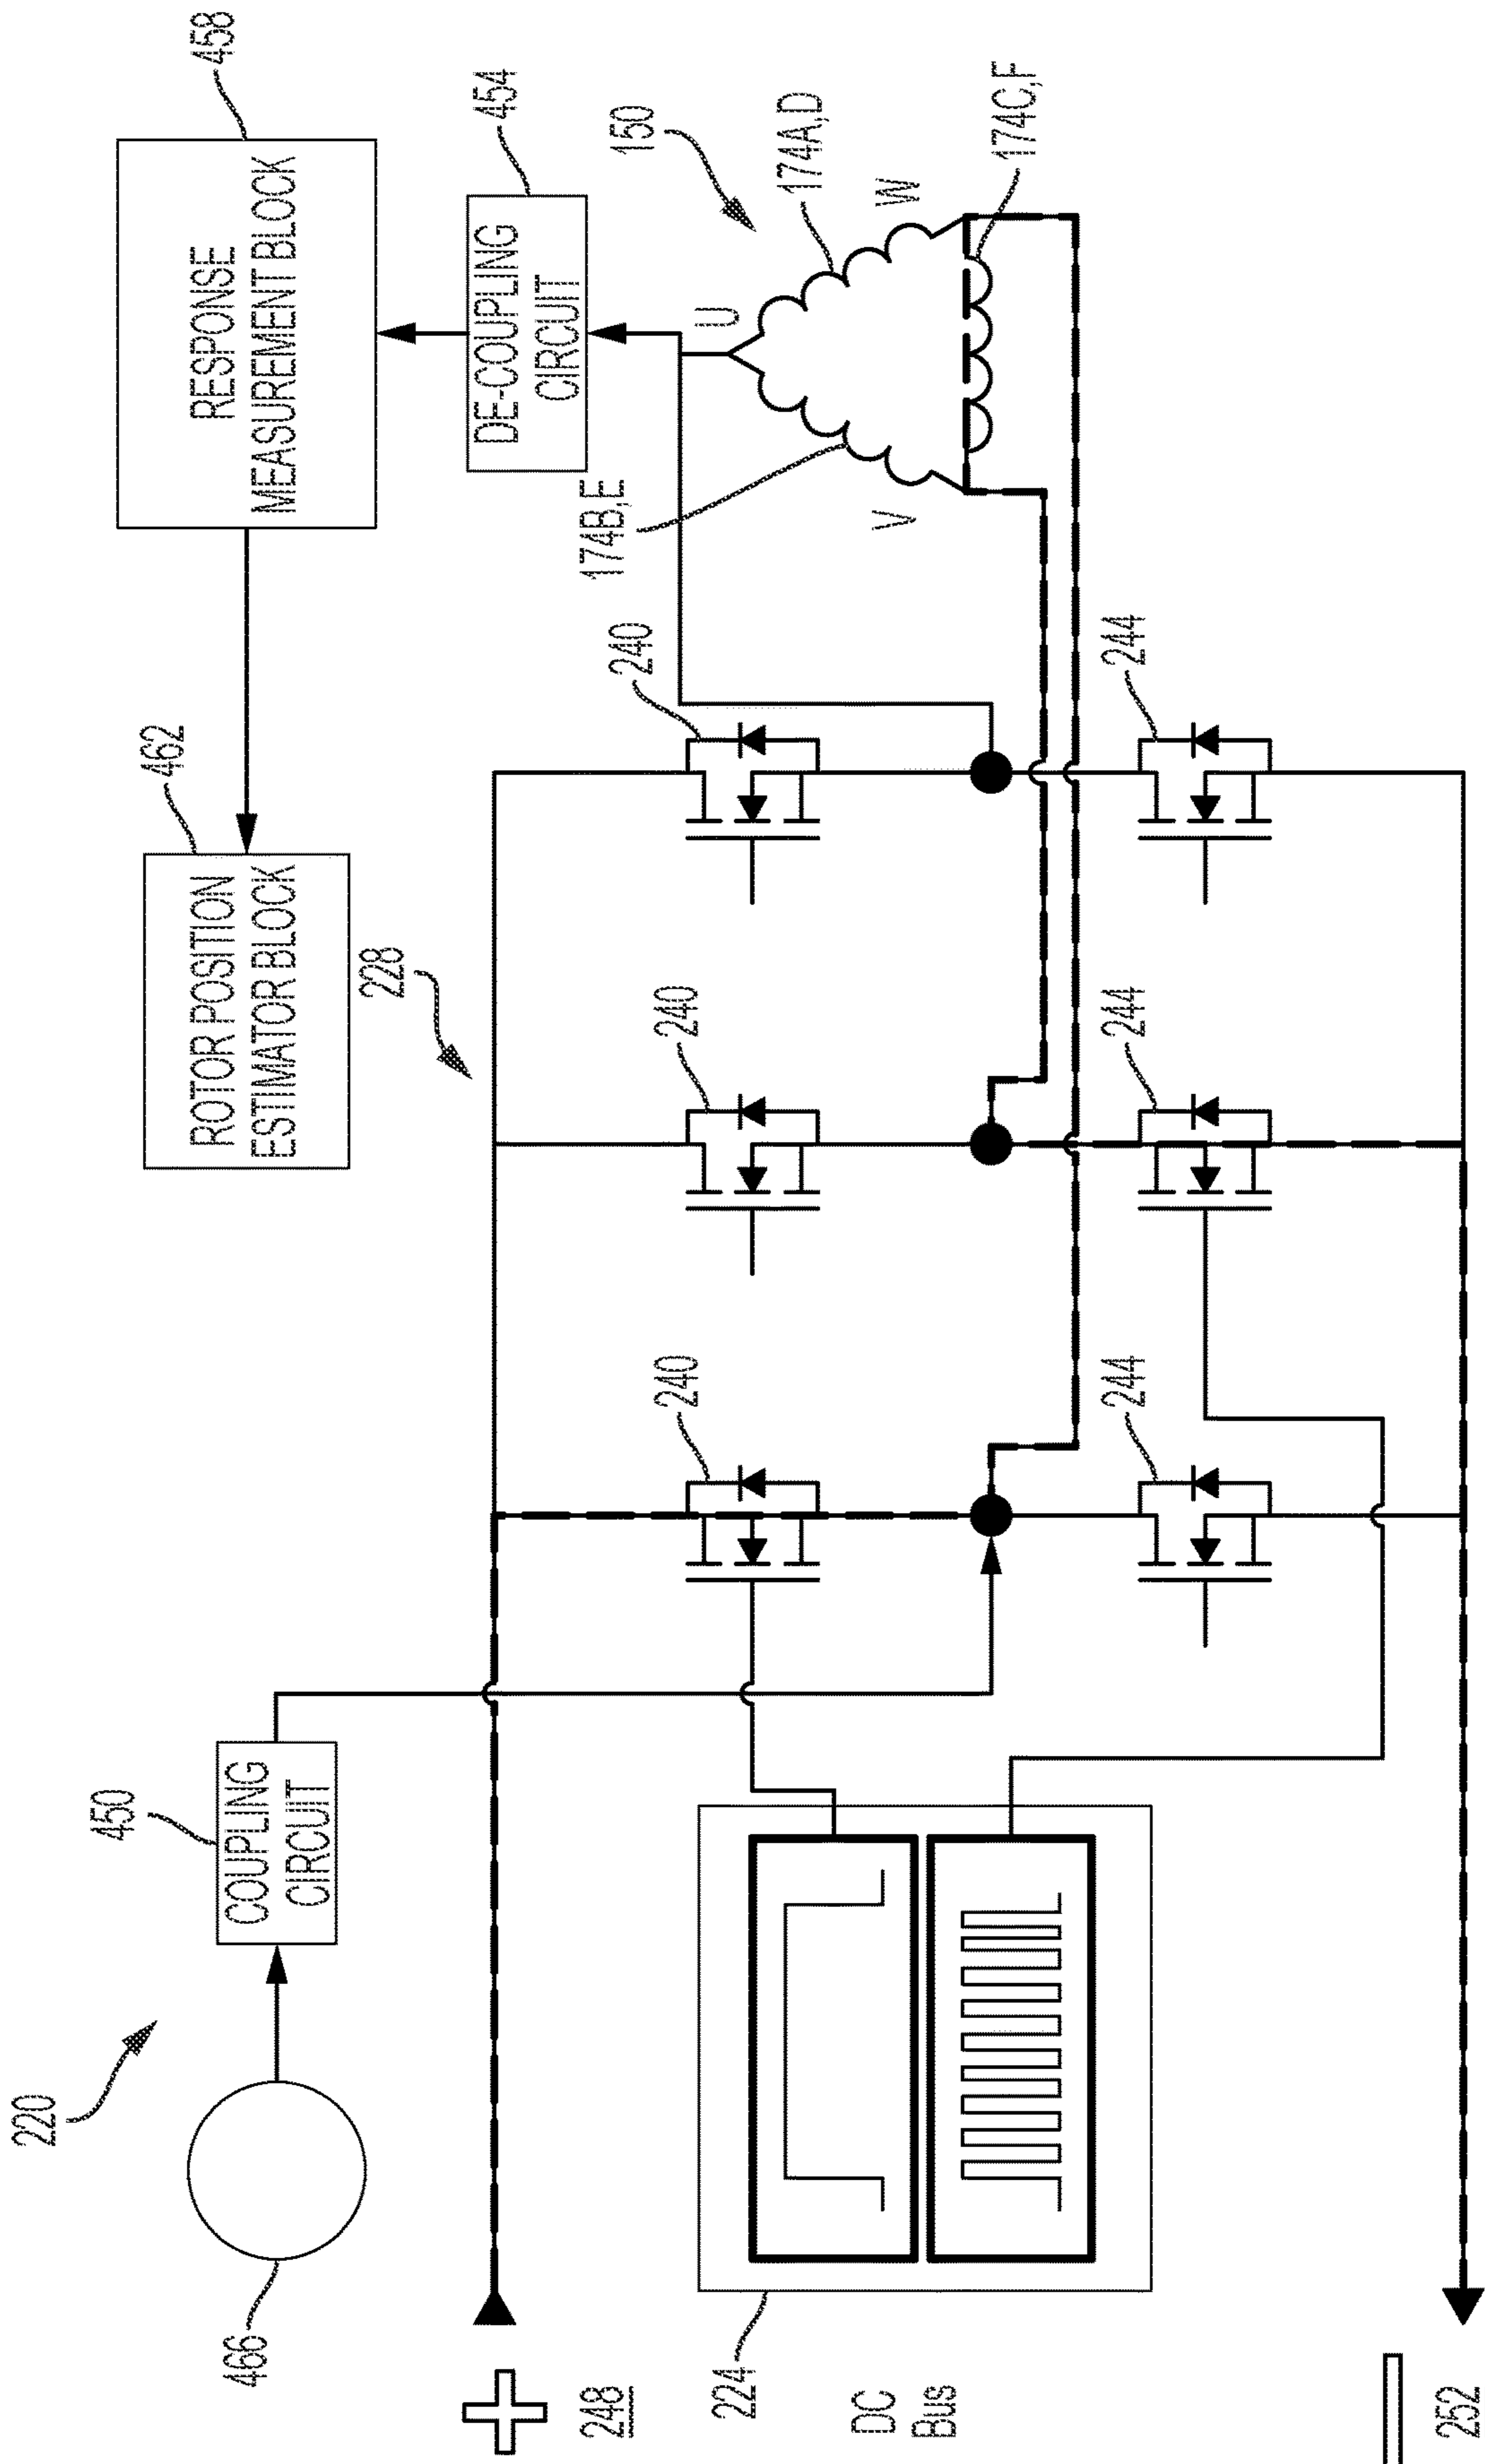 220
466
450
COUPLING
CIRCUIT
462
ROTOR POSITION
ESTIMATOR BLOCK
458
RESPONSE
MEASUREMENT BLOCK
454
DE-COUPLING
CIRCUIT
228
150
248
240
240
240
U
174A,D
174B,E
V
W
174C,F
224
DC
Bus
244
244
244
252